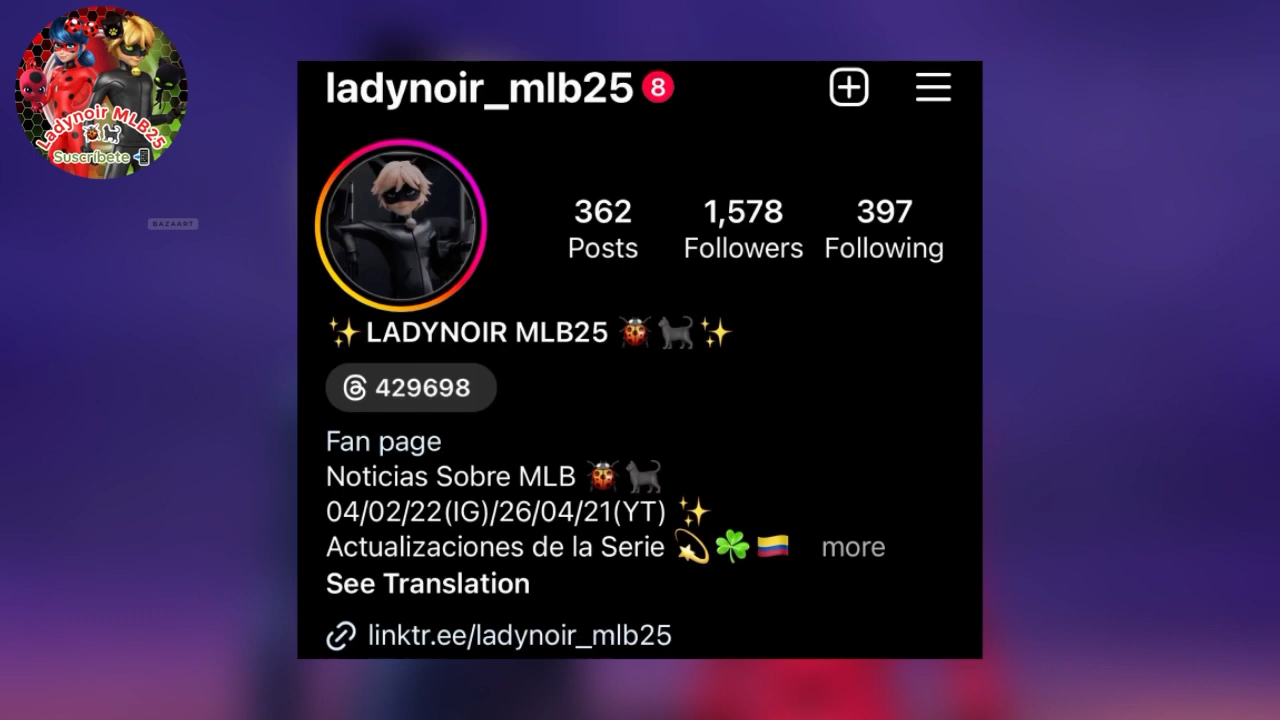 Ladynoir MLB25
Suscríbete
BAZAART
ladynoir_mlb25 8
362 1,578 397
Posts Followers Following
✨LADYNOIR MLB25 🐞🐈‍⬛✨
429698
Fan page
Noticias Sobre MLB 🐞🐈‍⬛
04/02/22(IG)/26/04/21(YT) ✨
Actualizaciones de la Serie 💫☘️🇨🇴 more
See Translation
linktr.ee/ladynoir_mlb25